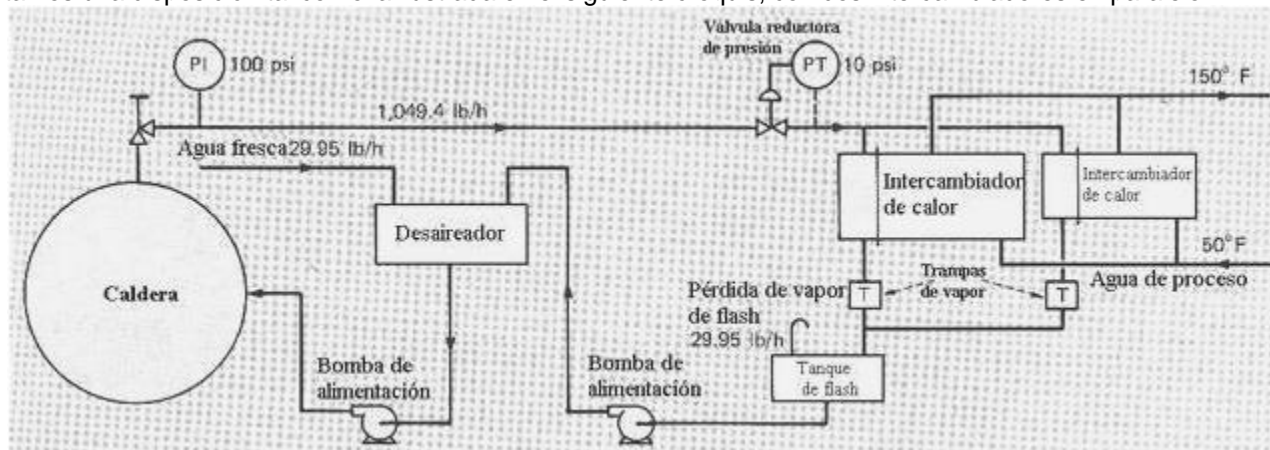 Válvula reductora
de presión
PI
100 psi
PT
10 psi
150° F
1,049.4 lb/h
Agua fresca 29.95 lb/h
Intercambiador
de calor
Intercambiador
de calor
Desaireador
50° F
Caldera
Pérdida de vapor
de flash
29.95 lb/h
T
Trampas
de vapor
T
Agua de proceso
Bomba de
alimentación
Bomba de
alimentación
Tanque
de flash